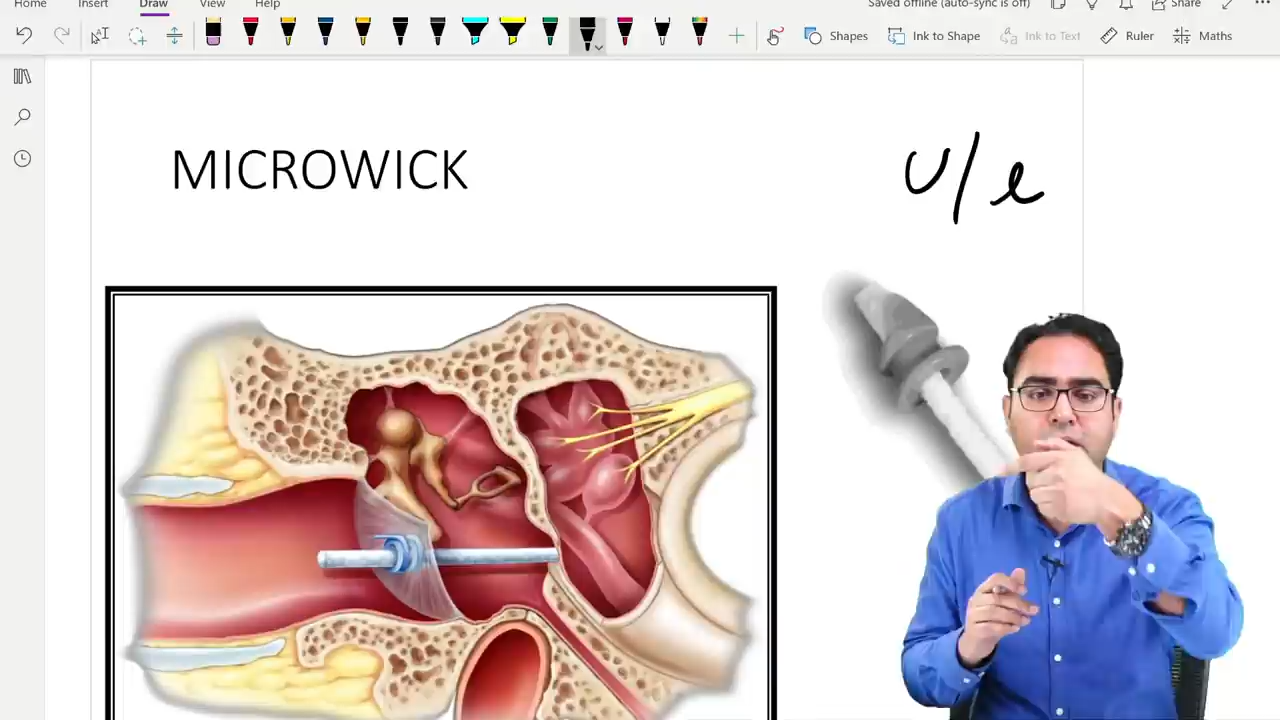 Home Insert Draw View Help Saved offline (auto-sync is off) Share
Shapes Ink to Shape Ink to Text Ruler Maths
MICROWICK
U/e